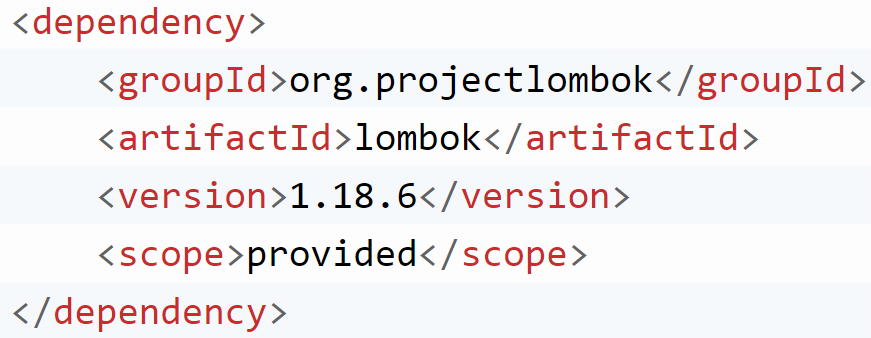 <dependency>
    <groupId>org.projectlombok</groupId>
    <artifactId>lombok</artifactId>
    <version>1.18.6</version>
    <scope>provided</scope>
</dependency>